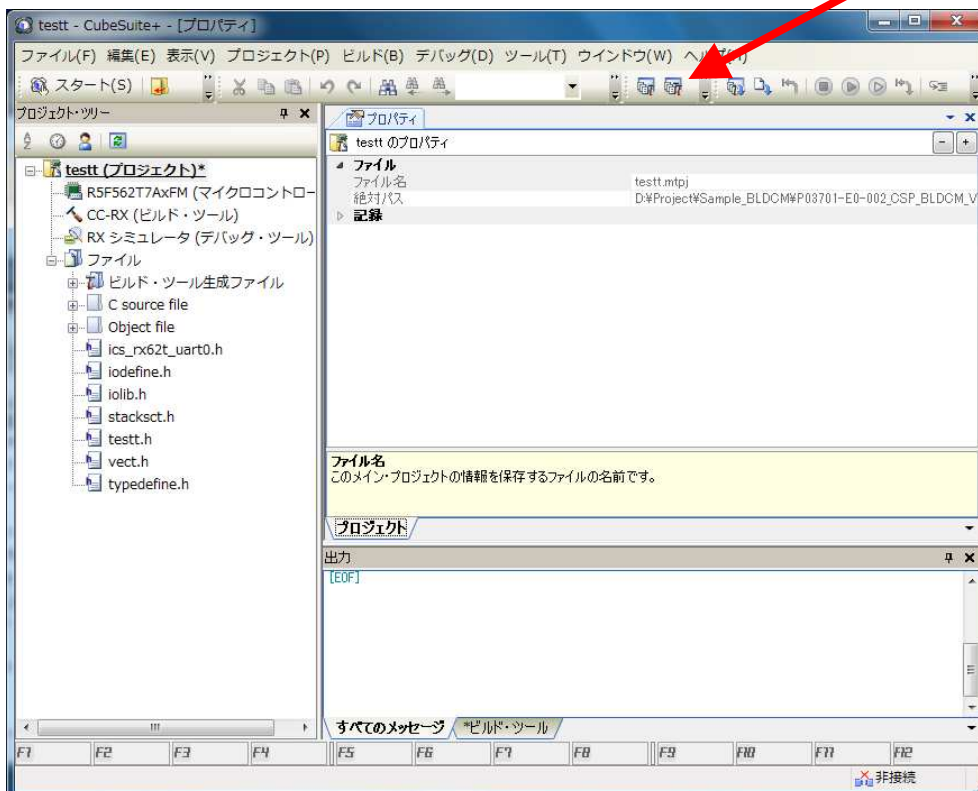 testt - CubeSuite+ - [プロパティ]
ファイル(F) 編集(E) 表示(V) プロジェクト(P) ビルド(B) デバッグ(D) ツール(T) ウインドウ(W)
スタート(S)
プロジェクト・ツリー
testt (プロジェクト)*
R5F562T7AxFM (マイクロコントロー
CC-RX (ビルド・ツール)
RX シミュレータ (デバッグ・ツール)
ファイル
ビルド・ツール生成ファイル
C source file
Object file
ics_rx62t_uart0.h
iodefine.h
iolib.h
stacksct.h
testt.h
vect.h
typedefine.h
プロパティ
testt のプロパティ
ファイル
ファイル名 testt.mtpj
絶対パス D:¥Project¥Sample_BLDCM¥P03701-E0-002_CSP_BLDCM_V
記録
ファイル名
このメイン・プロジェクトの情報を保存するファイルの名前です。
プロジェクト
出力
[EOF]
すべてのメッセージ *ビルド・ツール
F1 F2 F3 F4 F5 F6 F7 F8 F9 F10 F11 F12
非接続